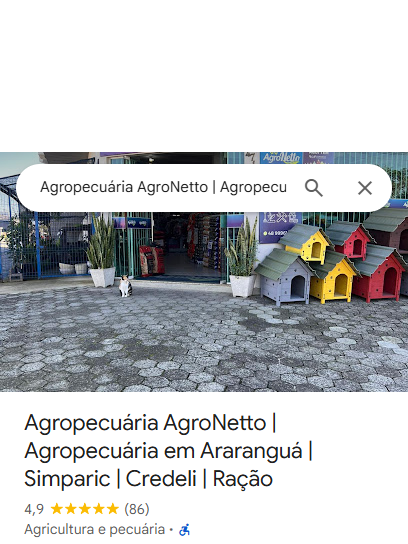 AgroNetto
Agropecuária AgroNetto | Agropecu
Agropecuária AgroNetto |
Agropecuária em Araranguá |
Simparic | Credeli | Ração
4,9 (86)
Agricultura e pecuária ·